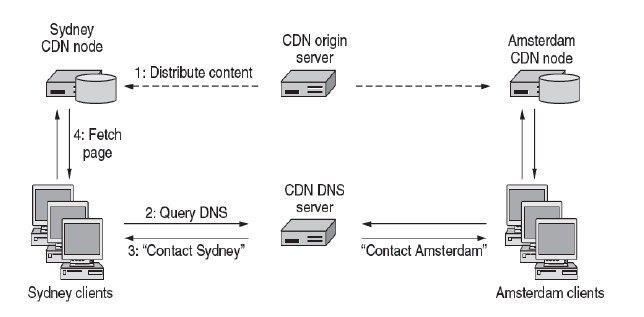 Sydney
CDN node
CDN origin
server
Amsterdam
CDN node
1: Distribute content
4: Fetch
page
CDN DNS
server
2: Query DNS
3: “Contact Sydney”
“Contact Amsterdam”
Sydney clients
Amsterdam clients